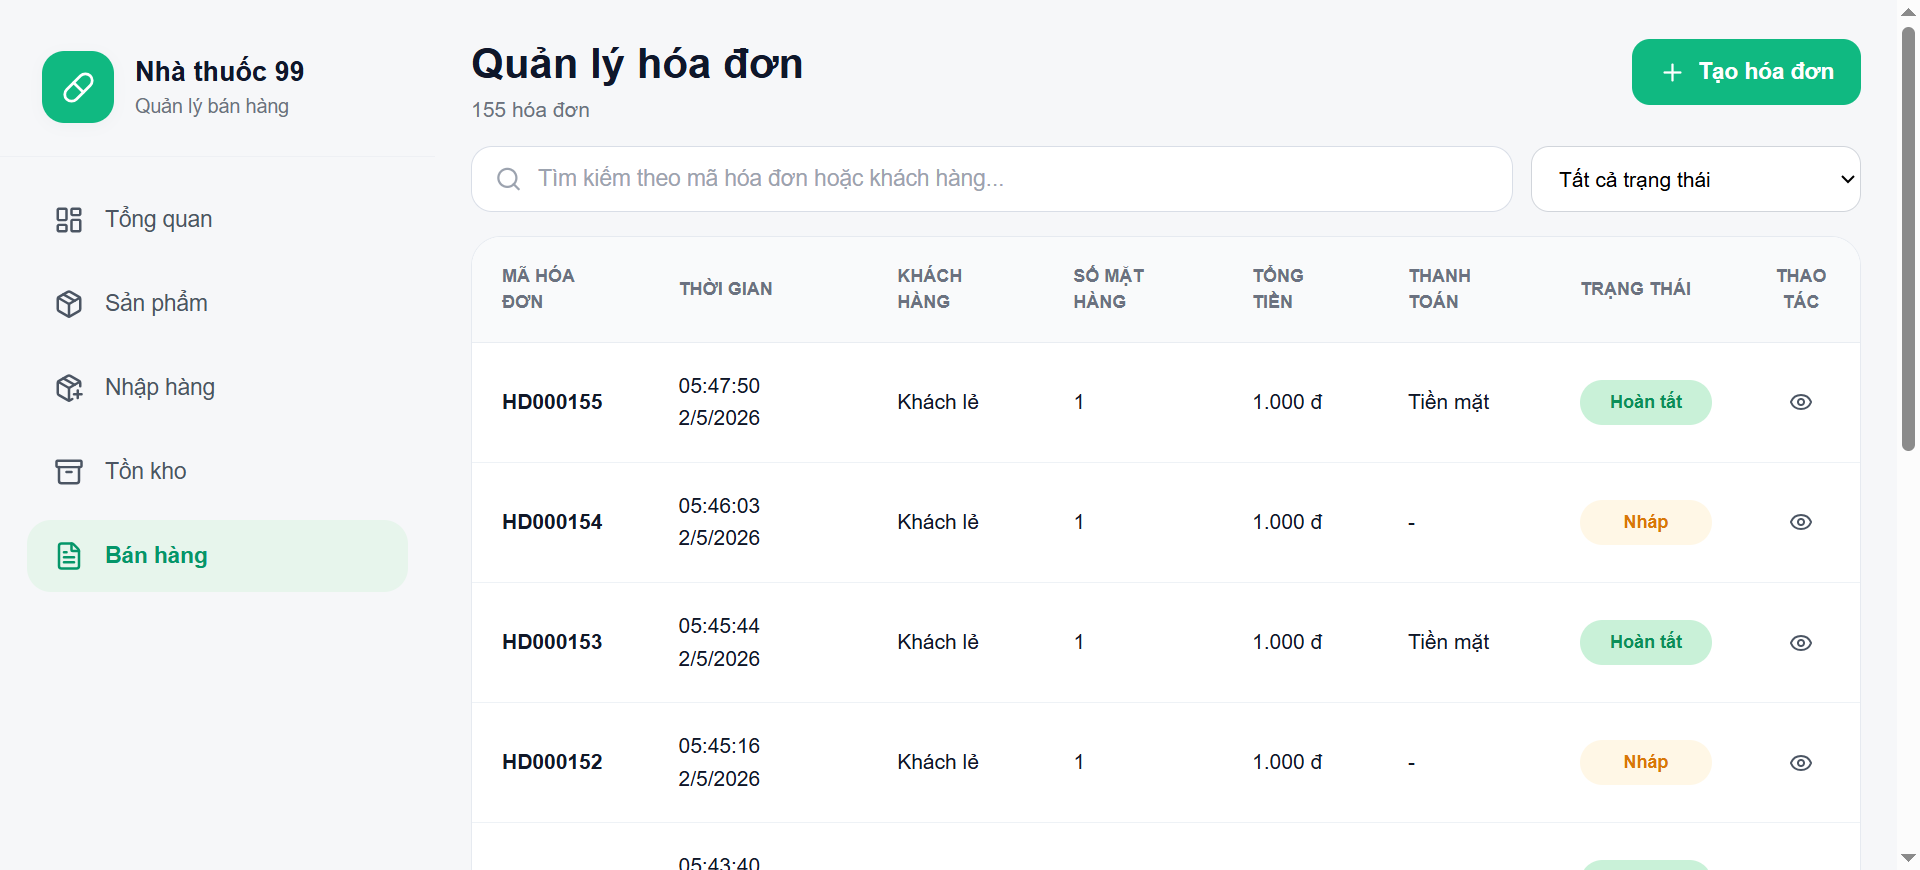 Nhà thuốc 99
Quản lý bán hàng
Tổng quan
Sản phẩm
Nhập hàng
Tồn kho
Bán hàng
Quản lý hóa đơn
155 hóa đơn
Tạo hóa đơn
Tìm kiếm theo mã hóa đơn hoặc khách hàng...
Tất cả trạng thái
MÃ HÓA ĐƠN THỜI GIAN KHÁCH HÀNG SỐ MẶT HÀNG TỔNG TIỀN THANH TOÁN TRẠNG THÁI THAO TÁC
HD000155 05:47:50 2/5/2026 Khách lẻ 1 1.000 đ Tiền mặt Hoàn tất
HD000154 05:46:03 2/5/2026 Khách lẻ 1 1.000 đ - Nháp
HD000153 05:45:44 2/5/2026 Khách lẻ 1 1.000 đ Tiền mặt Hoàn tất
HD000152 05:45:16 2/5/2026 Khách lẻ 1 1.000 đ - Nháp
05:43:40